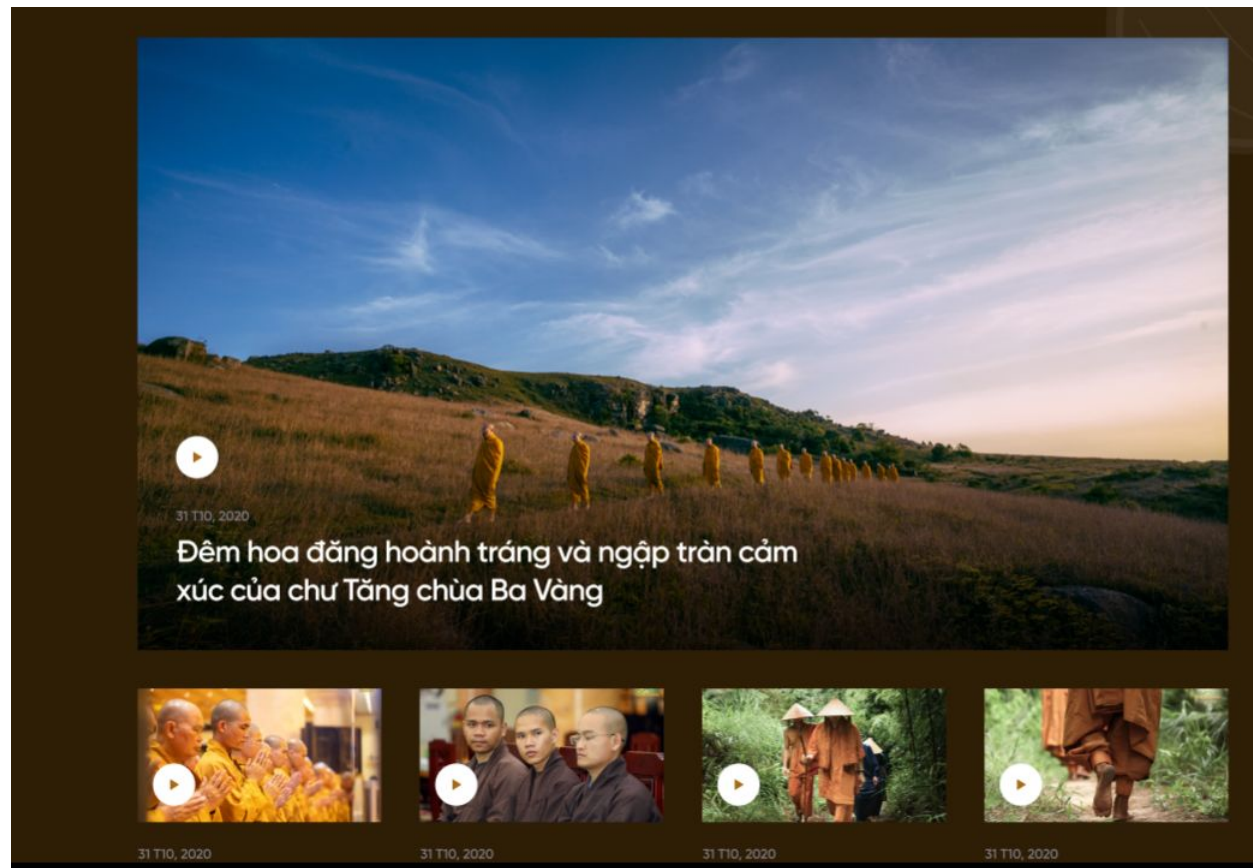 31 T10, 2020
Đêm hoa đăng hoành tráng và ngập tràn cảm
xúc của chư Tăng chùa Ba Vàng
31 T10, 2020
31 T10, 2020
31 T10, 2020
31 T10, 2020